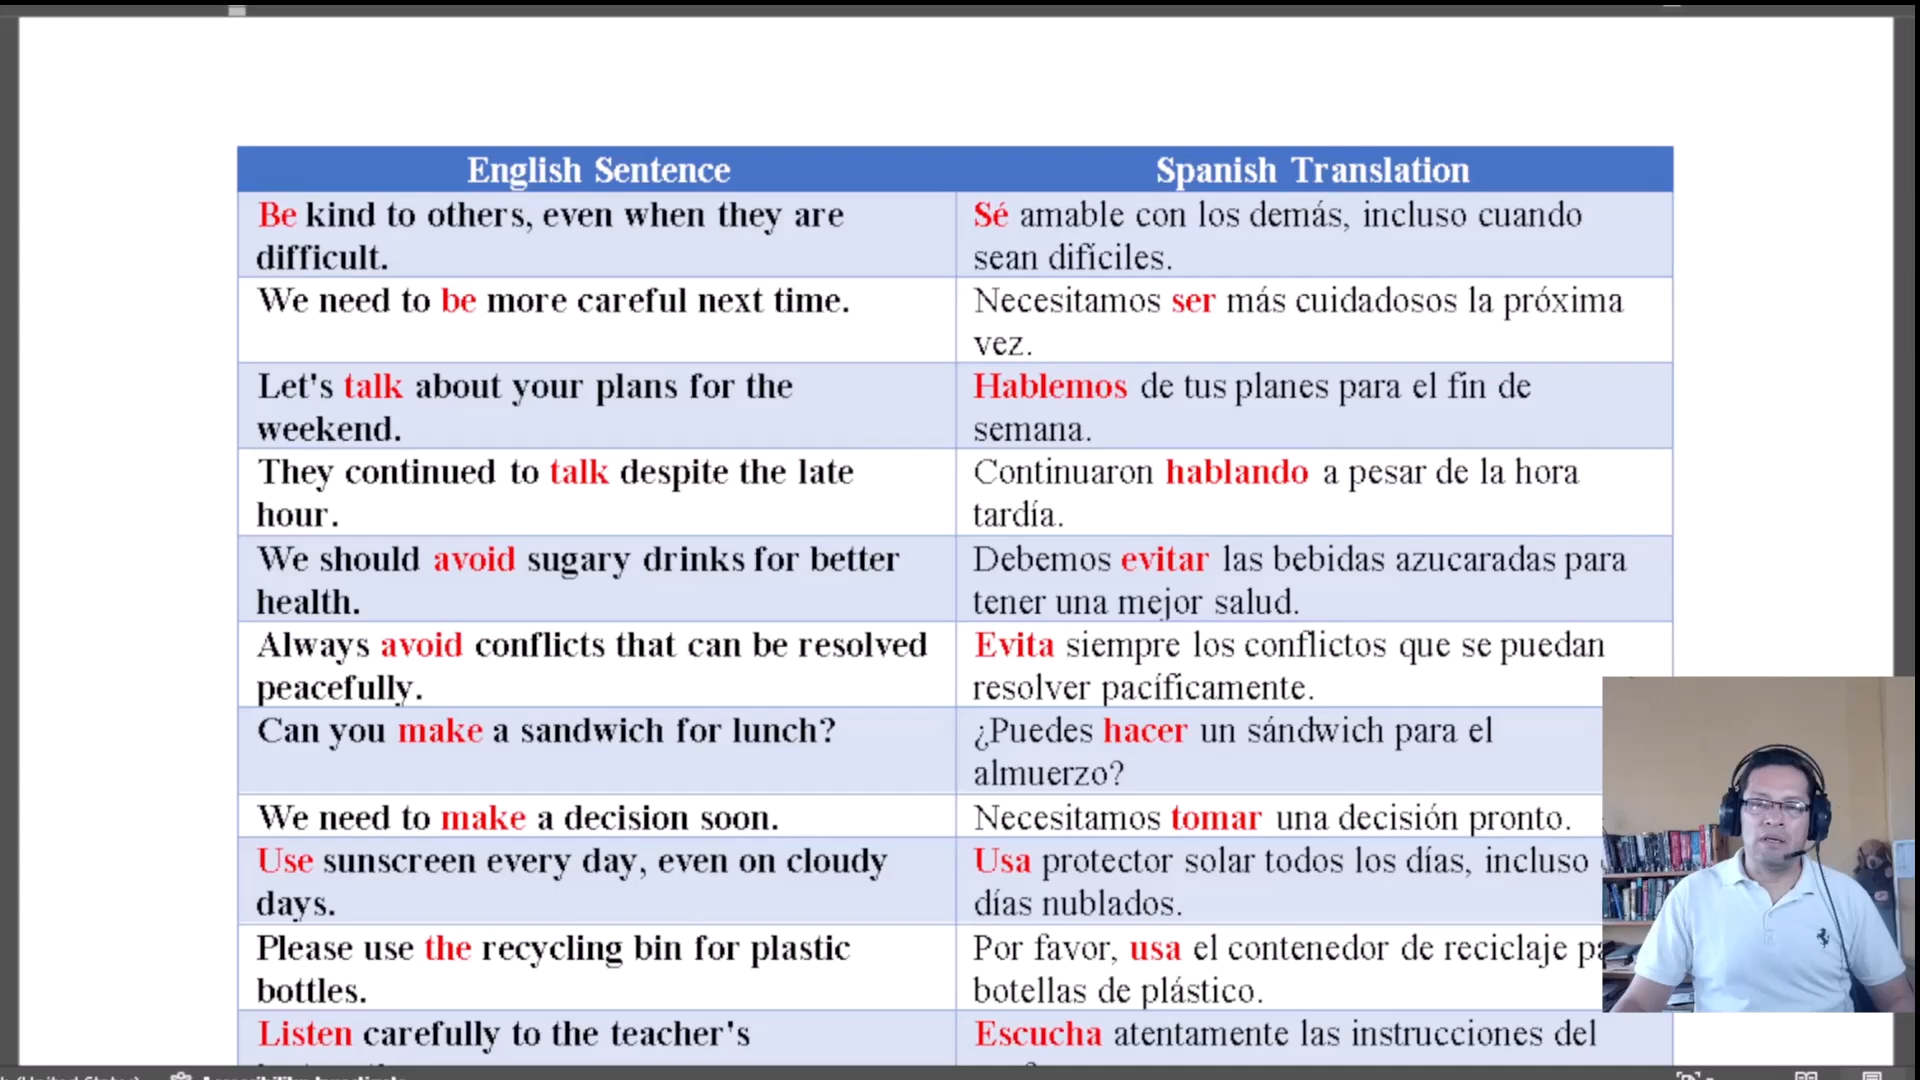 English Sentence
Spanish Translation
Be kind to others, even when they are
difficult.
Sé amable con los demás, incluso cuando
sean difíciles.
We need to be more careful next time.
Necesitamos ser más cuidadosos la próxima
vez.
Let's talk about your plans for the
weekend.
Hablemos de tus planes para el fin de
semana.
They continued to talk despite the late
hour.
Continuaron hablando a pesar de la hora
tardía.
We should avoid sugary drinks for better
health.
Debemos evitar las bebidas azucaradas para
tener una mejor salud.
Always avoid conflicts that can be resolved
peacefully.
Evita siempre los conflictos que se puedan
resolver pacíficamente.
Can you make a sandwich for lunch?
¿Puedes hacer un sándwich para el
almuerzo?
We need to make a decision soon.
Necesitamos tomar una decisión pronto.
Use sunscreen every day, even on cloudy
days.
Usa protector solar todos los días, incluso
días nublados.
Please use the recycling bin for plastic
bottles.
Por favor, usa el contenedor de reciclaje
botellas de plástico.
Listen carefully to the teacher's
Escucha atentamente las instrucciones del